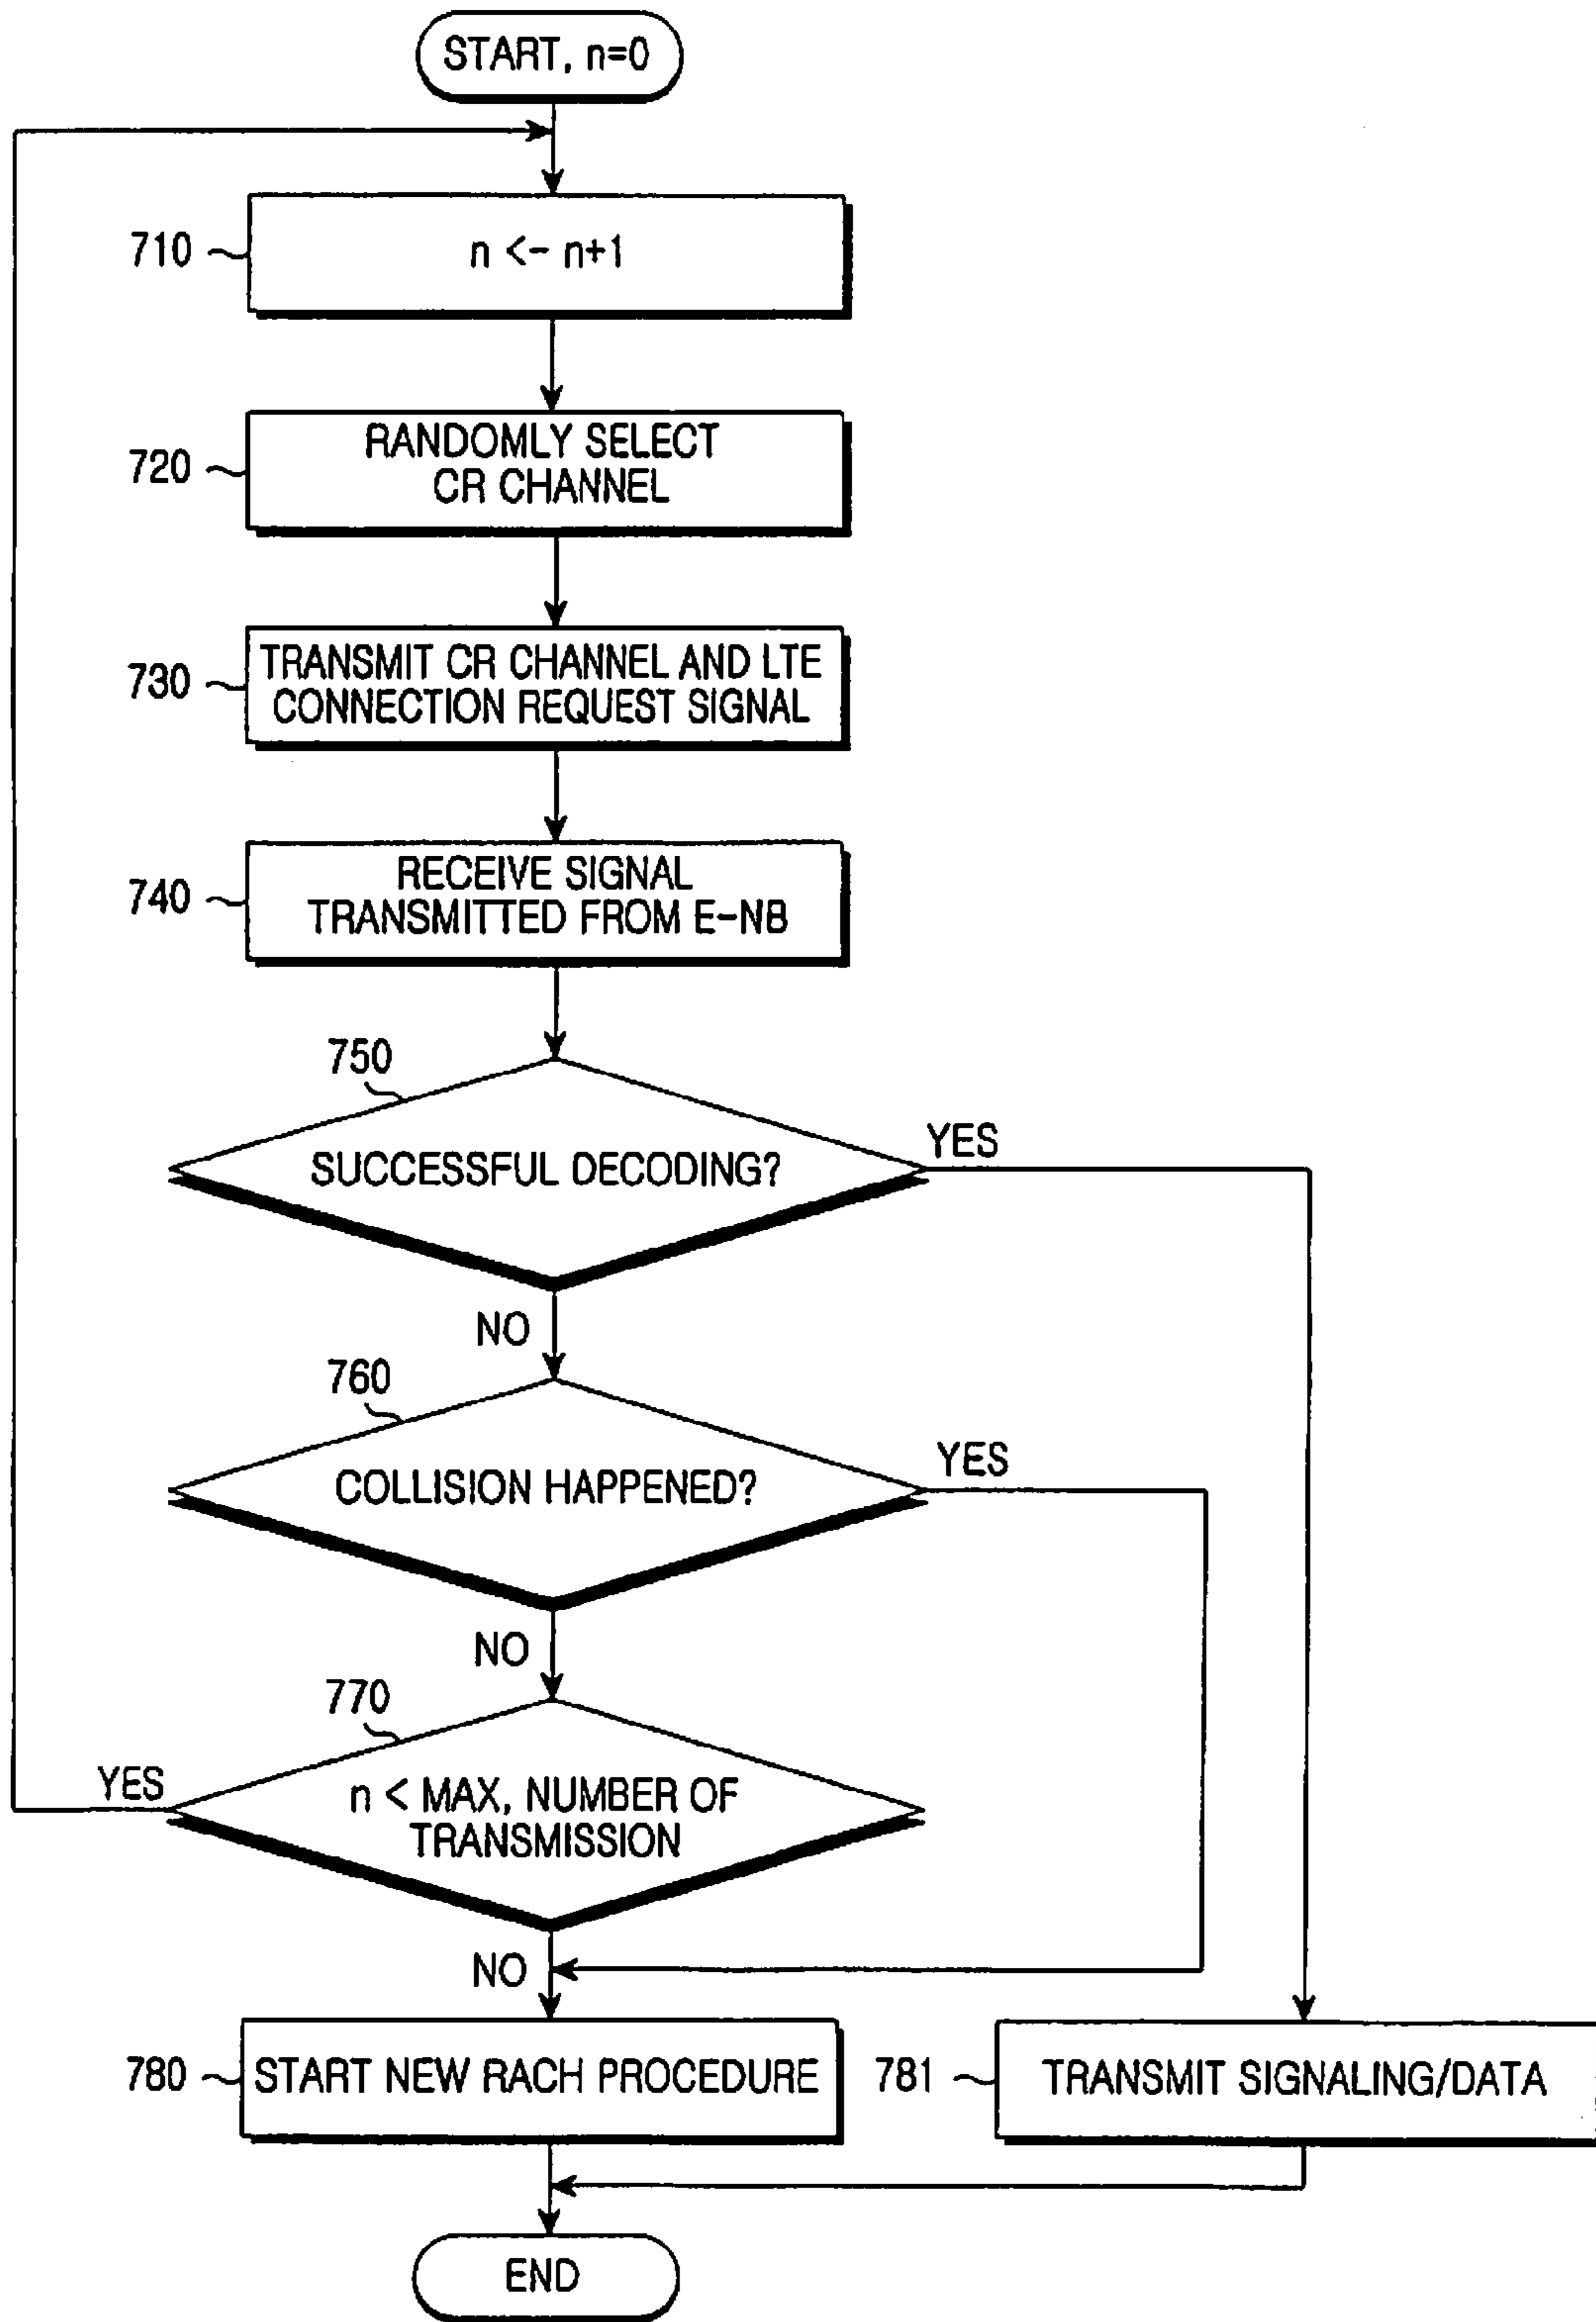 START, n=0
710
n <- n+1
720
RANDOMLY SELECT
CR CHANNEL
730
TRANSMIT CR CHANNEL AND LTE
CONNECTION REQUEST SIGNAL
740
RECEIVE SIGNAL
TRANSMITTED FROM E-NB
750
SUCCESSFUL DECODING?
YES
NO
760
COLLISION HAPPENED?
YES
NO
770
YES
n < MAX, NUMBER OF
TRANSMISSION
NO
780
START NEW RACH PROCEDURE
781
TRANSMIT SIGNALING/DATA
END